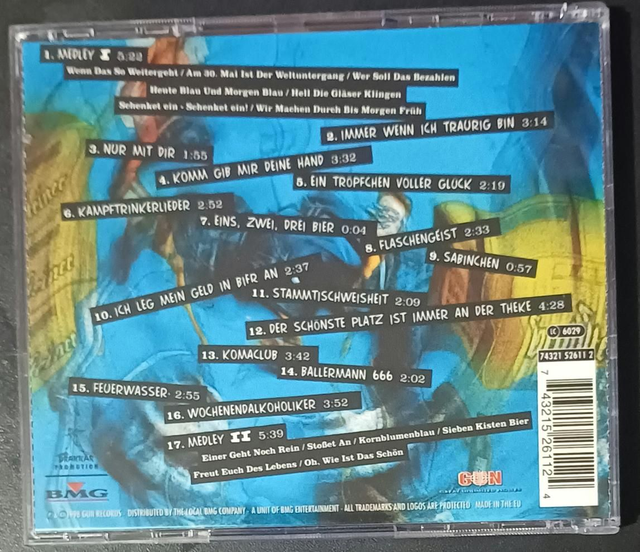 1. MEDLEY I 5:22
Wenn Das So Weitergeht / Am 30. Mai Ist Der Weltuntergang / Wer Soll Das Bezahlen
Heute Blau Und Morgen Blau / Hell Die Gläser Klingen
Schenket ein - Schenket ein! / Wir Machen Durch Bis Morgen Früh
2. IMMER WENN ICH TRAURIG BIN 3:14
3. NUR MIT DIR 1:55
4. KOMM GIB MIR DEINE HAND 3:32
5. EIN TRÖPFCHEN VOLLER GLÜCK 2:19
6. KAMPFTRINKERLIEDER 2:52
7. EINS, ZWEI, DREI BIER 0:04
8. FLASCHENGEIST 2:33
9. SABINCHEN 0:57
10. ICH LEG MEIN GELD IN BIER AN 2:37
11. STAMMTISCHWEISHEIT 2:09
12. DER SCHÖNSTE PLATZ IST IMMER AN DER THEKE 4:28
LC 6029
74321 52611 2
13. KOMACLUB 3:42
14. BALLERMANN 666 2:02
15. FEUERWASSER 2:55
16. WOCHENENDALKOHOLIKER 3:52
17. MEDLEY II 5:39
Einer Geht Noch Rein / Stoßet An / Kornblumenblau / Sieben Kisten Bier
Freut Euch Des Lebens / Oh, Wie Ist Das Schön
7 43215 26112 4
PROMOTION
BMG
GUN
GUN RECORDS DISTRIBUTED BY THE LOCAL BMG COMPANY - A UNIT OF BMG ENTERTAINMENT - ALL TRADEMARKS AND LOGOS ARE PROTECTED MADE IN THE EU